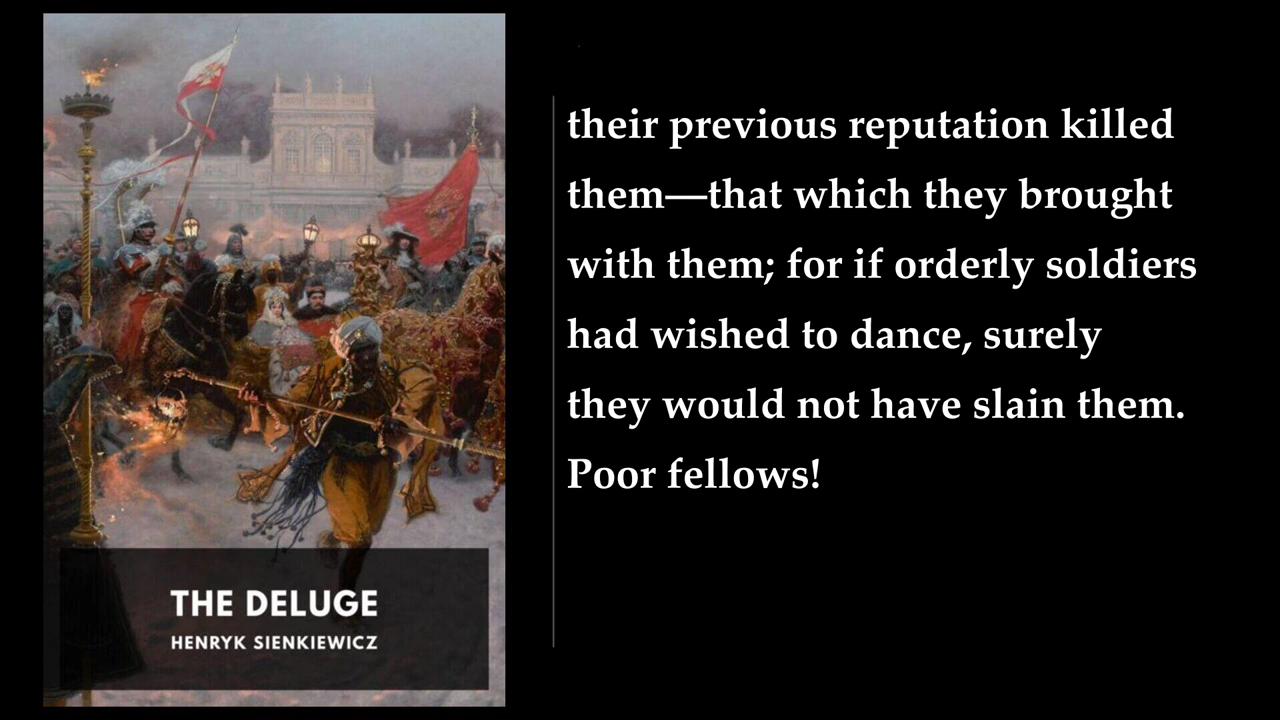 their previous reputation killed
them—that which they brought
with them; for if orderly soldiers
had wished to dance, surely
they would not have slain them.
Poor fellows!
THE DELUGE
HENRYK SIENKIEWICZ